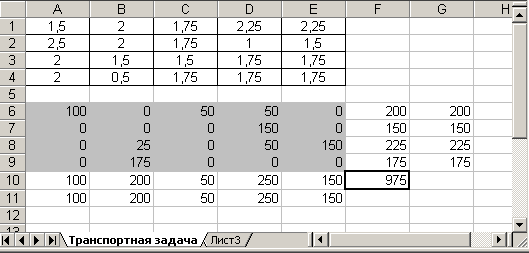 A B C D E F G H
1 1,5 2 1,75 2,25 2,25
2 2,5 2 1,75 1 1,5
3 2 1,5 1,5 1,75 1,75
4 2 0,5 1,75 1,75 1,75
5
6 100 0 50 50 0 200 200
7 0 0 0 150 0 150 150
8 0 25 0 50 150 225 225
9 0 175 0 0 0 175 175
10 100 200 50 250 150 975
11 100 200 50 250 150
12
13
Транспортная задача Лист3